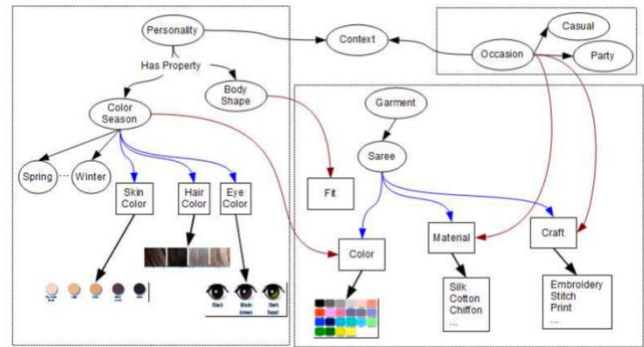 Personality
Context
Occasion
Casual
Party
Has Property
Body
Shape
Color
Season
Garment
Saree
Spring
...
Winter
Skin
Color
Hair
Color
Eye
Color
Fit
Color
Material
Craft
Silk
Cotton
Chiffon
...
Embroidery
Stitch
Print
....
Black
Dark